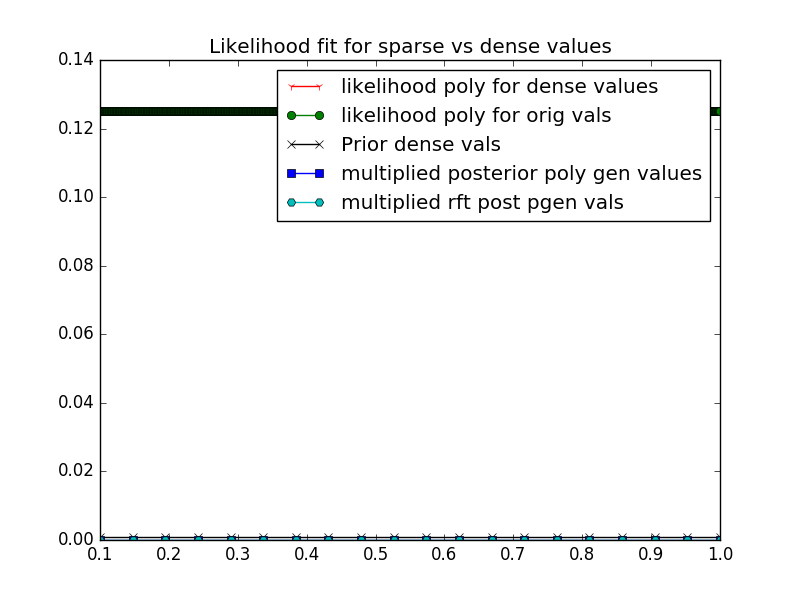 Likelihood fit for sparse vs dense values
0.14
0.12
0.10
0.08
0.06
0.04
0.02
0.00
likelihood poly for dense values
likelihood poly for orig vals
Prior dense vals
multiplied posterior poly gen values
multiplied rft post pgen vals
0.1 0.2 0.3 0.4 0.5 0.6 0.7 0.8 0.9 1.0